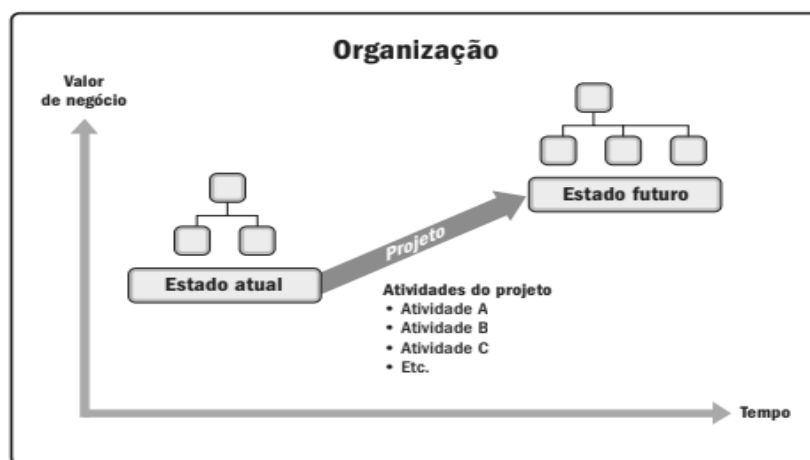 Organização
Valor
de negócio
Estado futuro
Projeto
Estado atual
Atividades do projeto
• Atividade A
• Atividade B
• Atividade C
• Etc.
Tempo